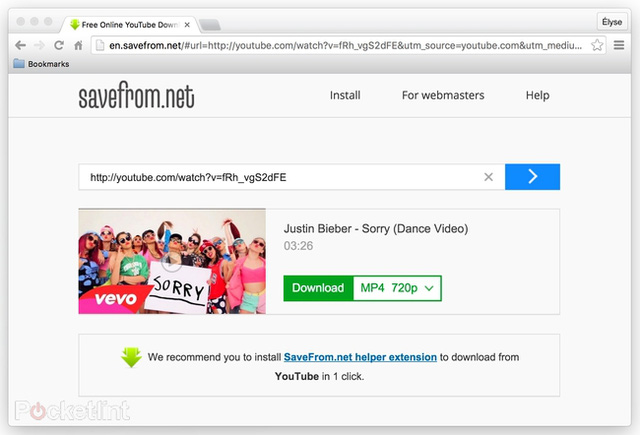 Free Online YouTube Down
Élyse
en.savefrom.net/#url=http://youtube.com/watch?v=fRh_vgS2dFE&utm_source=youtube.com&utm_mediu...
Bookmarks
savefrom.net
Install For webmasters Help
http://youtube.com/watch?v=fRh_vgS2dFE
Justin Bieber - Sorry (Dance Video)
03:26
SORRY
vevo
Download MP4 720p
We recommend you to install SaveFrom.net helper extension to download from
YouTube in 1 click.
Pocketlint